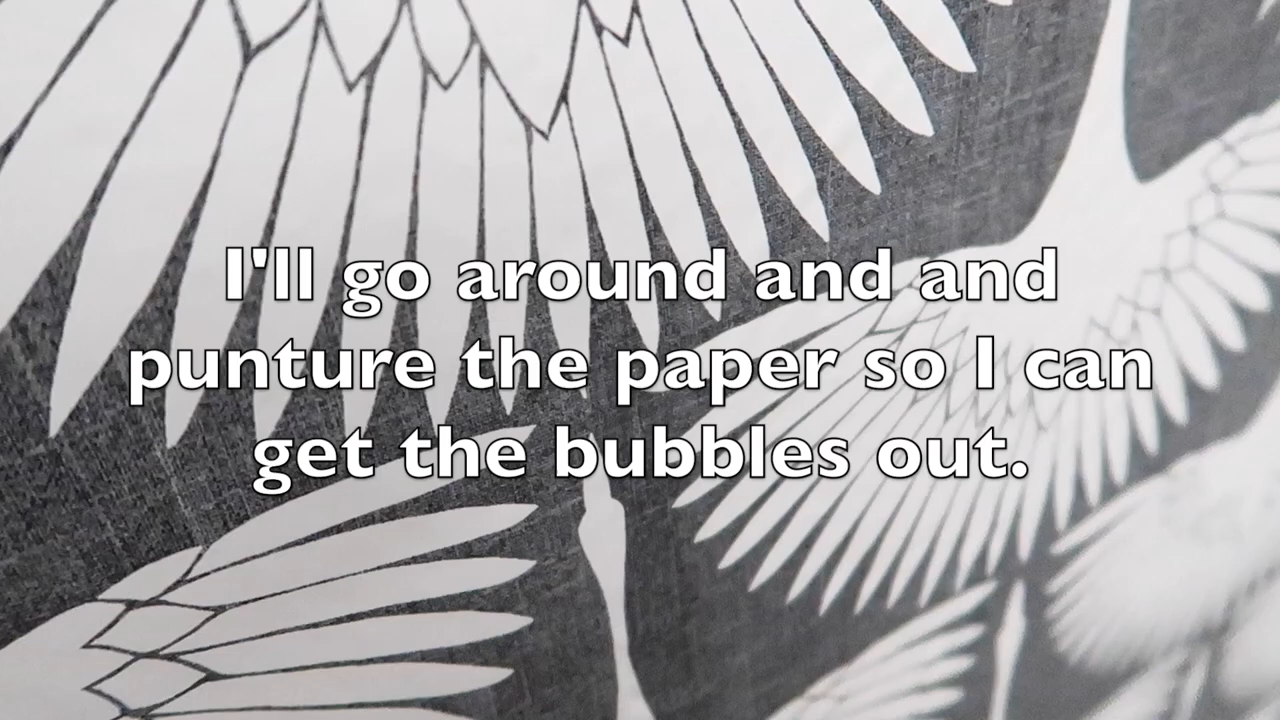 I'll go around and and
punture the paper so I can
get the bubbles out.